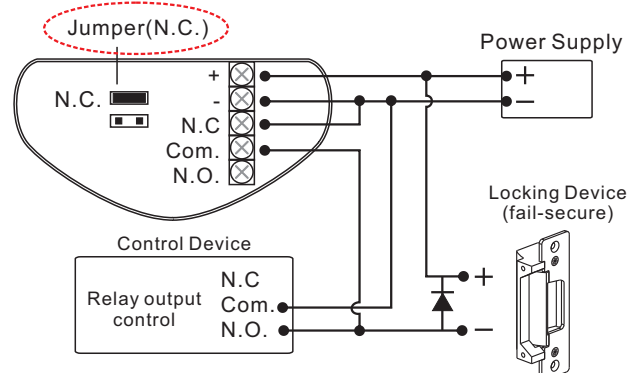 Jumper(N.C.)
Power Supply
+
-
N.C.
N.C
Com.
N.O.
+
−
Locking Device
(fail-secure)
Control Device
Relay output
control
N.C
Com.
N.O.
+
−